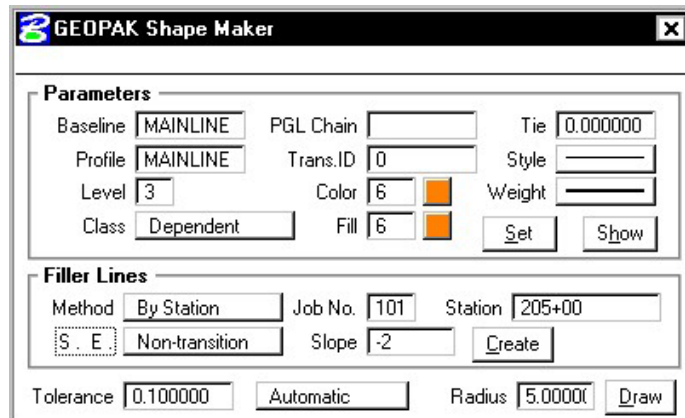 GEOPAK Shape Maker
Parameters
Baseline MAINLINE PGL Chain Tie 0.000000
Profile MAINLINE Trans.ID 0 Style
Level 3 Color 6 Weight
Class Dependent Fill 6 Set Show
Filler Lines
Method By Station Job No. 101 Station 205+00
S. E. Non-transition Slope -2 Create
Tolerance 0.100000 Automatic Radius 5.0000 Draw